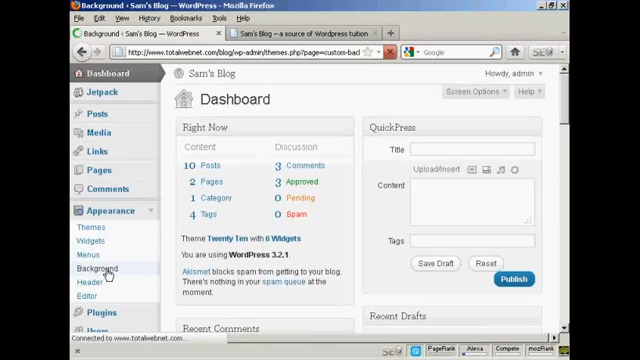 Background ‹ Sam's Blog — WordPress - Mozilla Firefox
File Edit View History Bookmarks Tools Help
Background ‹ Sam's Blog — WordPress
Sam's Blog – a source of WordPress tuition
http://www.totalwebnet.com/blog/wp-admin/themes.php?page=custom-bac
Google
SEO
Dashboard
Jetpack
Posts
Media
Links
Pages
Comments
Appearance
Themes
Widgets
Menus
Background
Header
Editor
Plugins
Users
Sam's Blog
Howdy, admin
Screen Options
Help
Dashboard
Right Now
Content
Discussion
10 Posts
3 Comments
2 Pages
3 Approved
1 Category
0 Pending
4 Tags
0 Spam
Theme Twenty Ten with 6 Widgets
You are using WordPress 3.2.1.
Akismet blocks spam from getting to your blog.
There's nothing in your spam queue at the
moment.
Recent Comments
QuickPress
Title
Upload/Insert
Content
Tags
Save Draft
Reset
Publish
Recent Drafts
Connected to www.totalwebnet.com...
SEO
PageRank
Alexa
Compete
mozRank